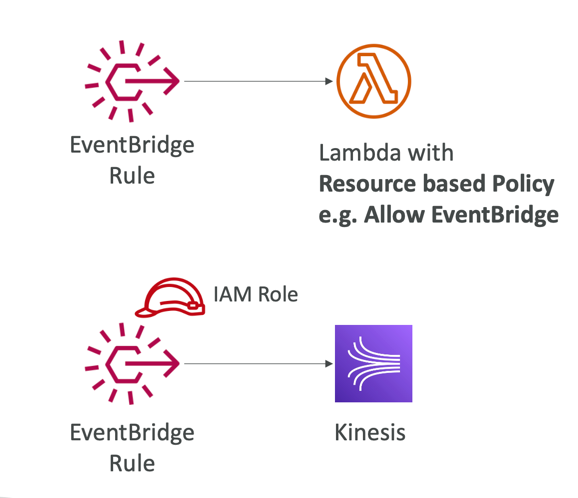 EventBridge
Rule
Lambda with
Resource based Policy
e.g. Allow EventBridge
IAM Role
EventBridge
Rule
Kinesis